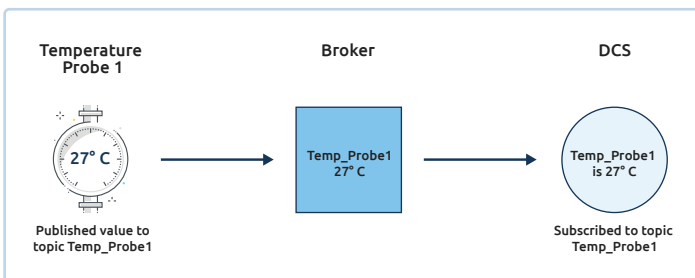 Temperature
Probe 1
Broker
DCS
27° C
Temp_Probe1
27° C
Temp_Probe1
is 27° C
Published value to
topic Temp_Probe1
Subscribed to topic
Temp_Probe1